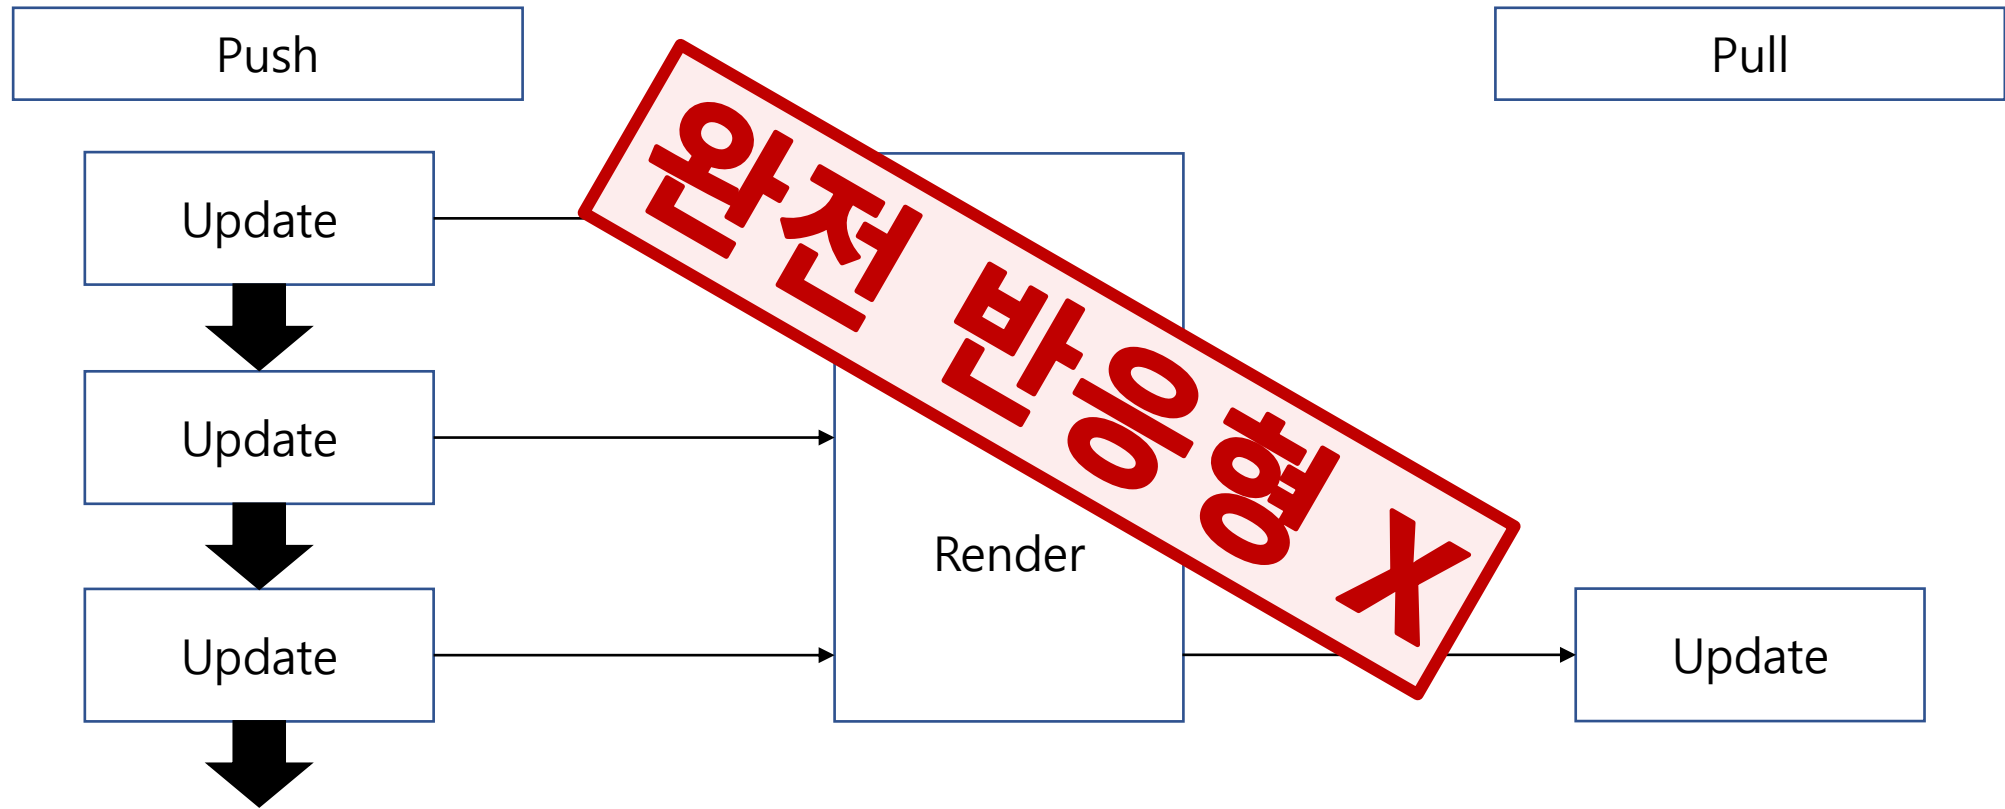 Push
Pull
Update
완전 반응형 X
Update
Render
Update
Update